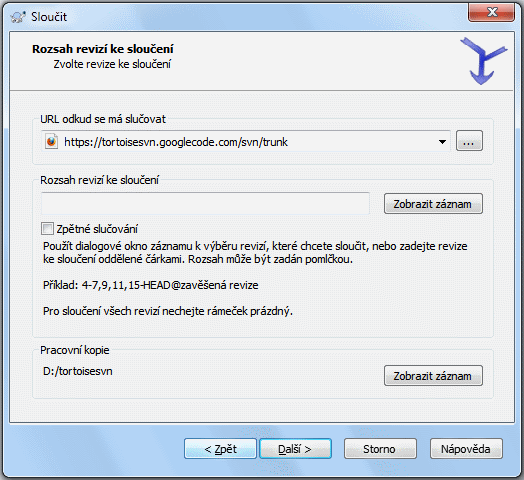 Sloučit
Rozsah revizí ke sloučení
Zvolte revize ke sloučení
URL odkud se má slučovat
https://tortoisesvn.googlecode.com/svn/trunk
...
Rozsah revizí ke sloučení
Zobrazit záznam
Zpětné slučování
Použít dialogové okno záznamu k výběru revizí, které chcete sloučit, nebo zadejte revize
ke sloučení oddělené čárkami. Rozsah může být zadán pomlčkou.
Příklad: 4-7,9,11,15-HEAD@zavěšená revize
Pro sloučení všech revizí nechejte rámeček prázdný.
Pracovní kopie
D:/tortoisesvn
Zobrazit záznam
< Zpět
Další >
Storno
Nápověda